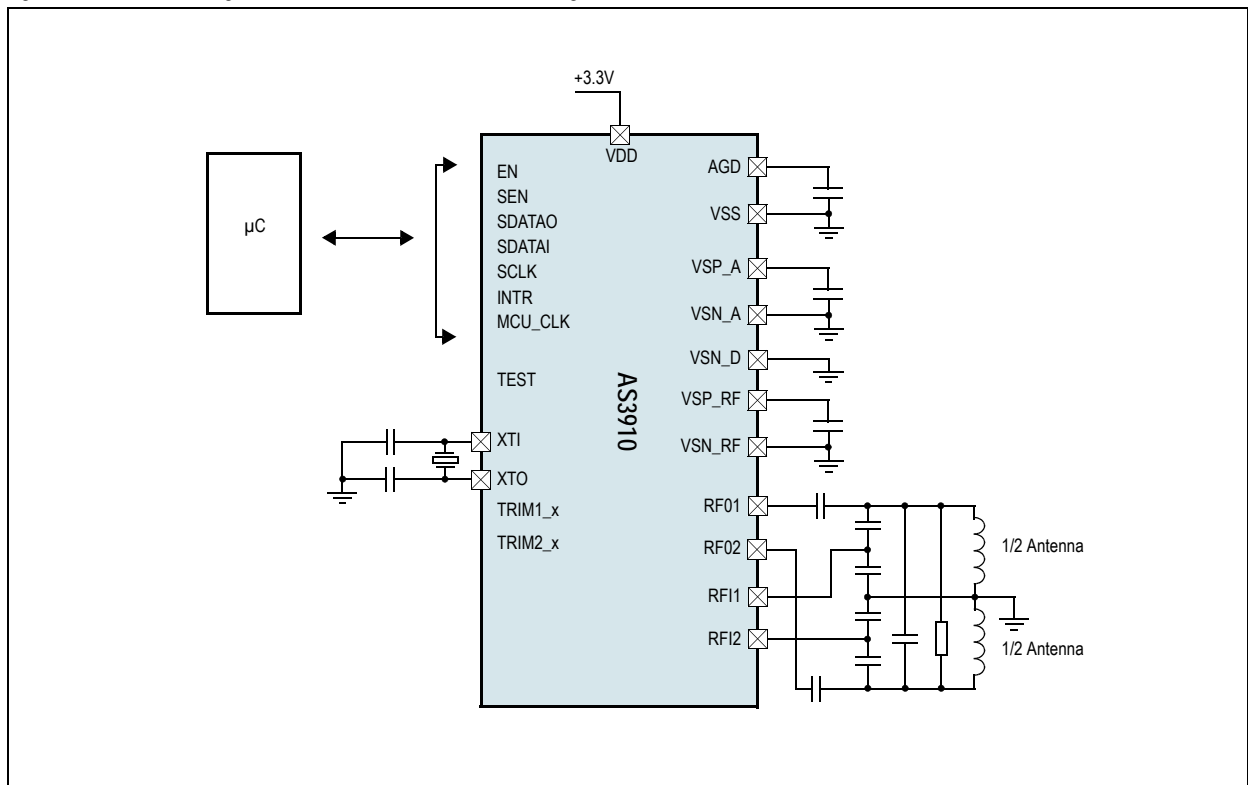 +3.3V
VDD
µC
EN
SEN
SDATAO
SDATAI
SCLK
INTR
MCU_CLK
TEST
XTI
XTO
TRIM1_x
TRIM2_x
AS3910
AGD
VSS
VSP_A
VSN_A
VSN_D
VSP_RF
VSN_RF
RF01
RF02
RFI1
RFI2
1/2 Antenna
1/2 Antenna